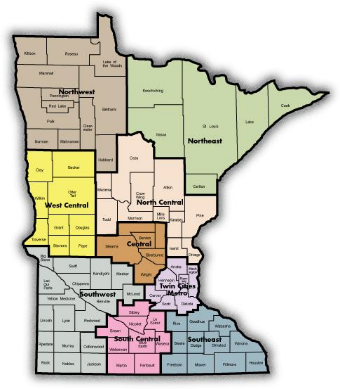 Kittson
Roseau
Lake of
the Woods
Marshall
Northwest
Pennington
Red Lake
Polk
Clear
water
Beltrami
Norman
Mahnomen
Hubbard
Koochiching
St. Louis
Lake
Cook
Itasca
Northeast
Carlton
Clay
Becker
Wilkin
Otter
Tail
West Central
Grant
Douglas
Traverse
Stevens
Pope
Cass
Wadena
Crow
Wing
Aitkin
North Central
Todd
Morrison
Mille
Lacs
Kanabec
Pine
Isanti
Chisago
Central
Stearns
Benton
Sherburne
Wright
Big
Stone
Swift
Kandiyohi
Meeker
Lac Qui
Parle
Chippewa
Southwest
McLeod
Yellow Medicine
Renville
Lincoln
Lyon
Redwood
Murray
Cottonwood
Nobles
Jackson
Anoka
Hennepin
Twin Cities
Metro
Carver
Scott
Dakota
Sibley
Nicollet
Le
Sueur
Brown
South Central
Watonwan
Blue
Earth
Waseca
Martin
Faribault
Rice
Goodhue
Wabasha
Southeast
Steele
Dodge
Olmsted
Winona
Freeborn
Mower
Fillmore
Houston